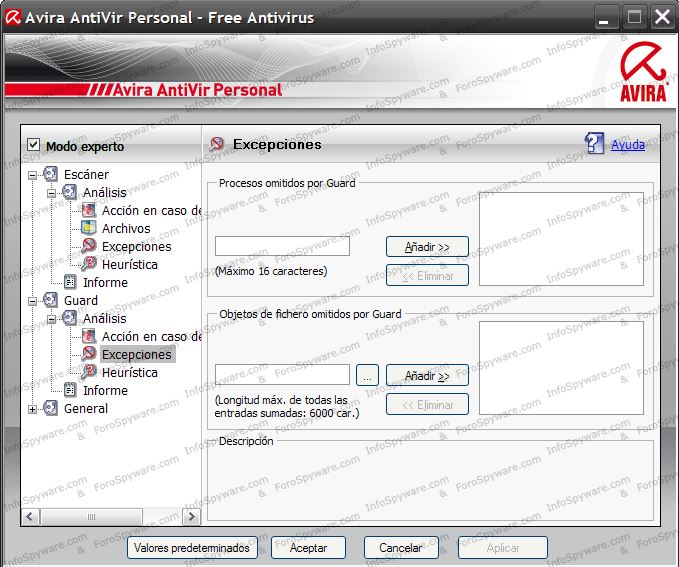 Avira AntiVir Personal - Free Antivirus
Avira AntiVir Personal
AVIRA
Modo experto
Excepciones
Ayuda
Escáner
Análisis
Acción en caso de
Archivos
Excepciones
Heurística
Informe
Guard
Análisis
Acción en caso de
Excepciones
Heurística
Informe
General
Procesos omitidos por Guard
Añadir >>
(Máximo 16 caracteres)
<< Eliminar
Objetos de fichero omitidos por Guard
...
Añadir >>
(Longitud máx. de todas las
entradas sumadas: 6000 car.)
<< Eliminar
Descripción
Valores predeterminados
Aceptar
Cancelar
Aplicar
InfoSpyware.com & ForoSpyware.com